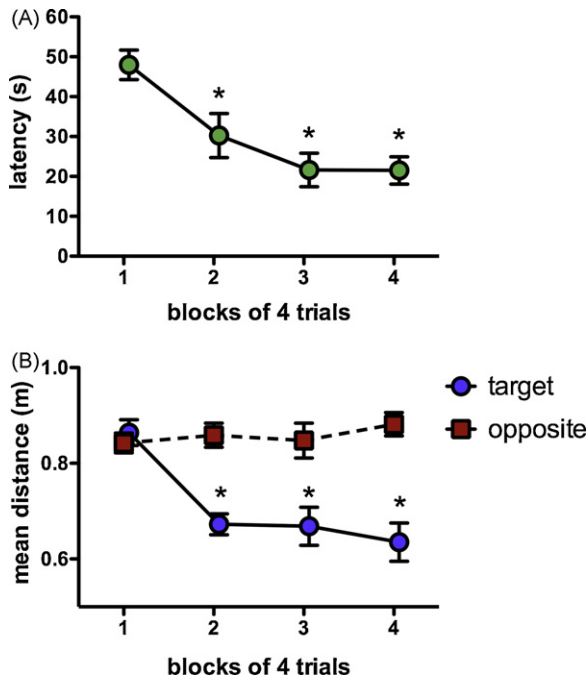 (A)
60
50
40
30
20
10
0
latency (s)
* * *
1 2 3 4
blocks of 4 trials
(B)
1.0
0.8
0.6
mean distance (m)
* * *
1 2 3 4
blocks of 4 trials
target
opposite